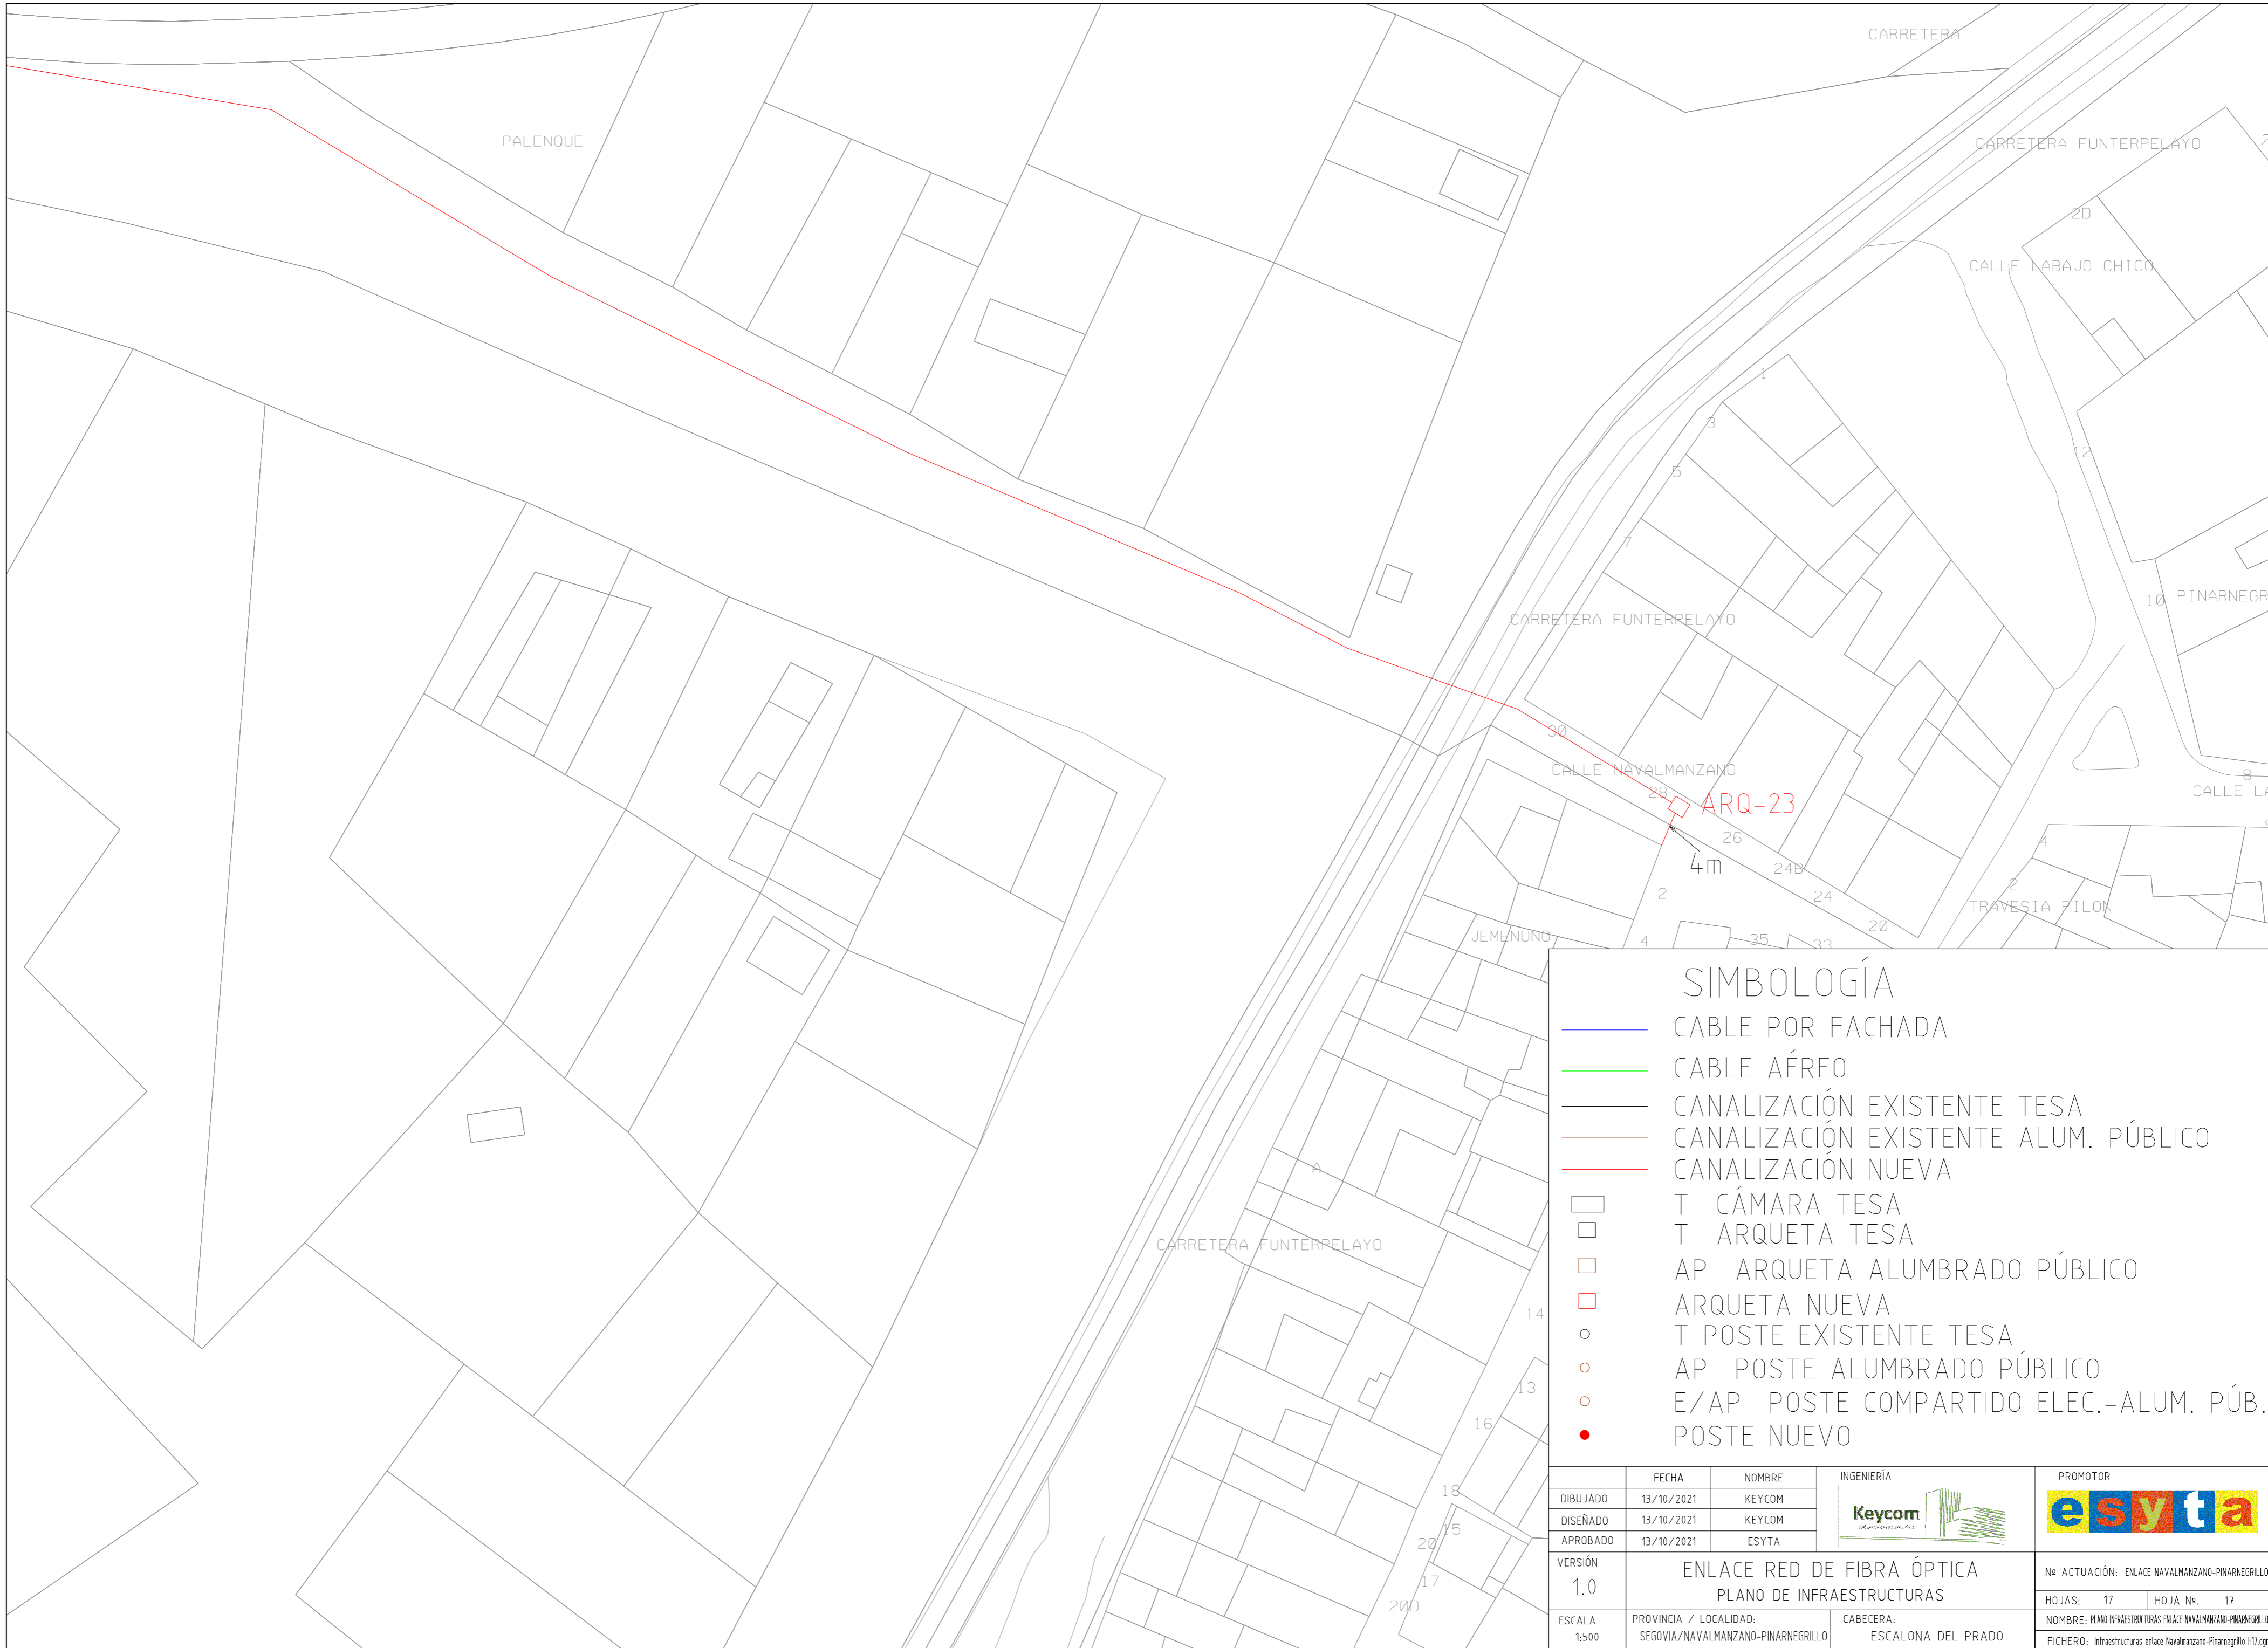 CARRETERA
PALENQUE
CARRETERA FUNTERPELAYO
2D
CALLE LABAJO CHICO
1
3
12
5
7
10 PINARNEGR
CARRETERA FUNTERPELAYO
30
CALLE NAVALMANZANO
8
28
CALLE LA
ARQ-23
26
4
4m
24B
2
2
24
TRAVESIA PILON
20
JEMENUNO
4
35
33
A
CARRETERA FUNTERPELAYO
14
13
16
18
15
20
17
20D
SIMBOLOGÍA
CABLE POR FACHADA
CABLE AÉREO
CANALIZACIÓN EXISTENTE TESA
CANALIZACIÓN EXISTENTE ALUM. PÚBLICO
CANALIZACIÓN NUEVA
T CÁMARA TESA
T ARQUETA TESA
AP ARQUETA ALUMBRADO PÚBLICO
ARQUETA NUEVA
T POSTE EXISTENTE TESA
AP POSTE ALUMBRADO PÚBLICO
E/AP POSTE COMPARTIDO ELEC.-ALUM. PÚB.
POSTE NUEVO
FECHA NOMBRE INGENIERÍA PROMOTOR
DIBUJADO 13/10/2021 KEYCOM
DISEÑADO 13/10/2021 KEYCOM
APROBADO 13/10/2021 ESYTA
Keycom
esyta
VERSIÓN
1.0
ENLACE RED DE FIBRA ÓPTICA
PLANO DE INFRAESTRUCTURAS
Nº ACTUACIÓN: ENLACE NAVALMANZANO-PINARNEGRILLO
HOJAS: 17 HOJA Nº. 17
ESCALA
1:500
PROVINCIA / LOCALIDAD:
SEGOVIA/NAVALMANZANO-PINARNEGRILLO
CABECERA:
ESCALONA DEL PRADO
NOMBRE: PLANO INFRAESTRUCTURAS ENLACE NAVALMANZANO-PINARNEGRILLO
FICHERO: Infraestructuras enlace Navalmanzano-Pinarnegrillo H17.dg